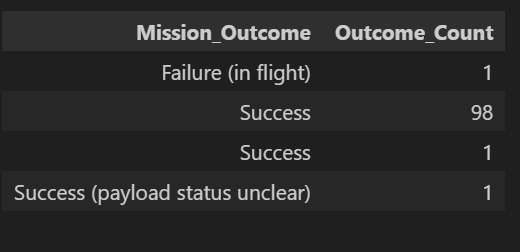 Mission_Outcome Outcome_Count
Failure (in flight) 1
Success 98
Success 1
Success (payload status unclear) 1